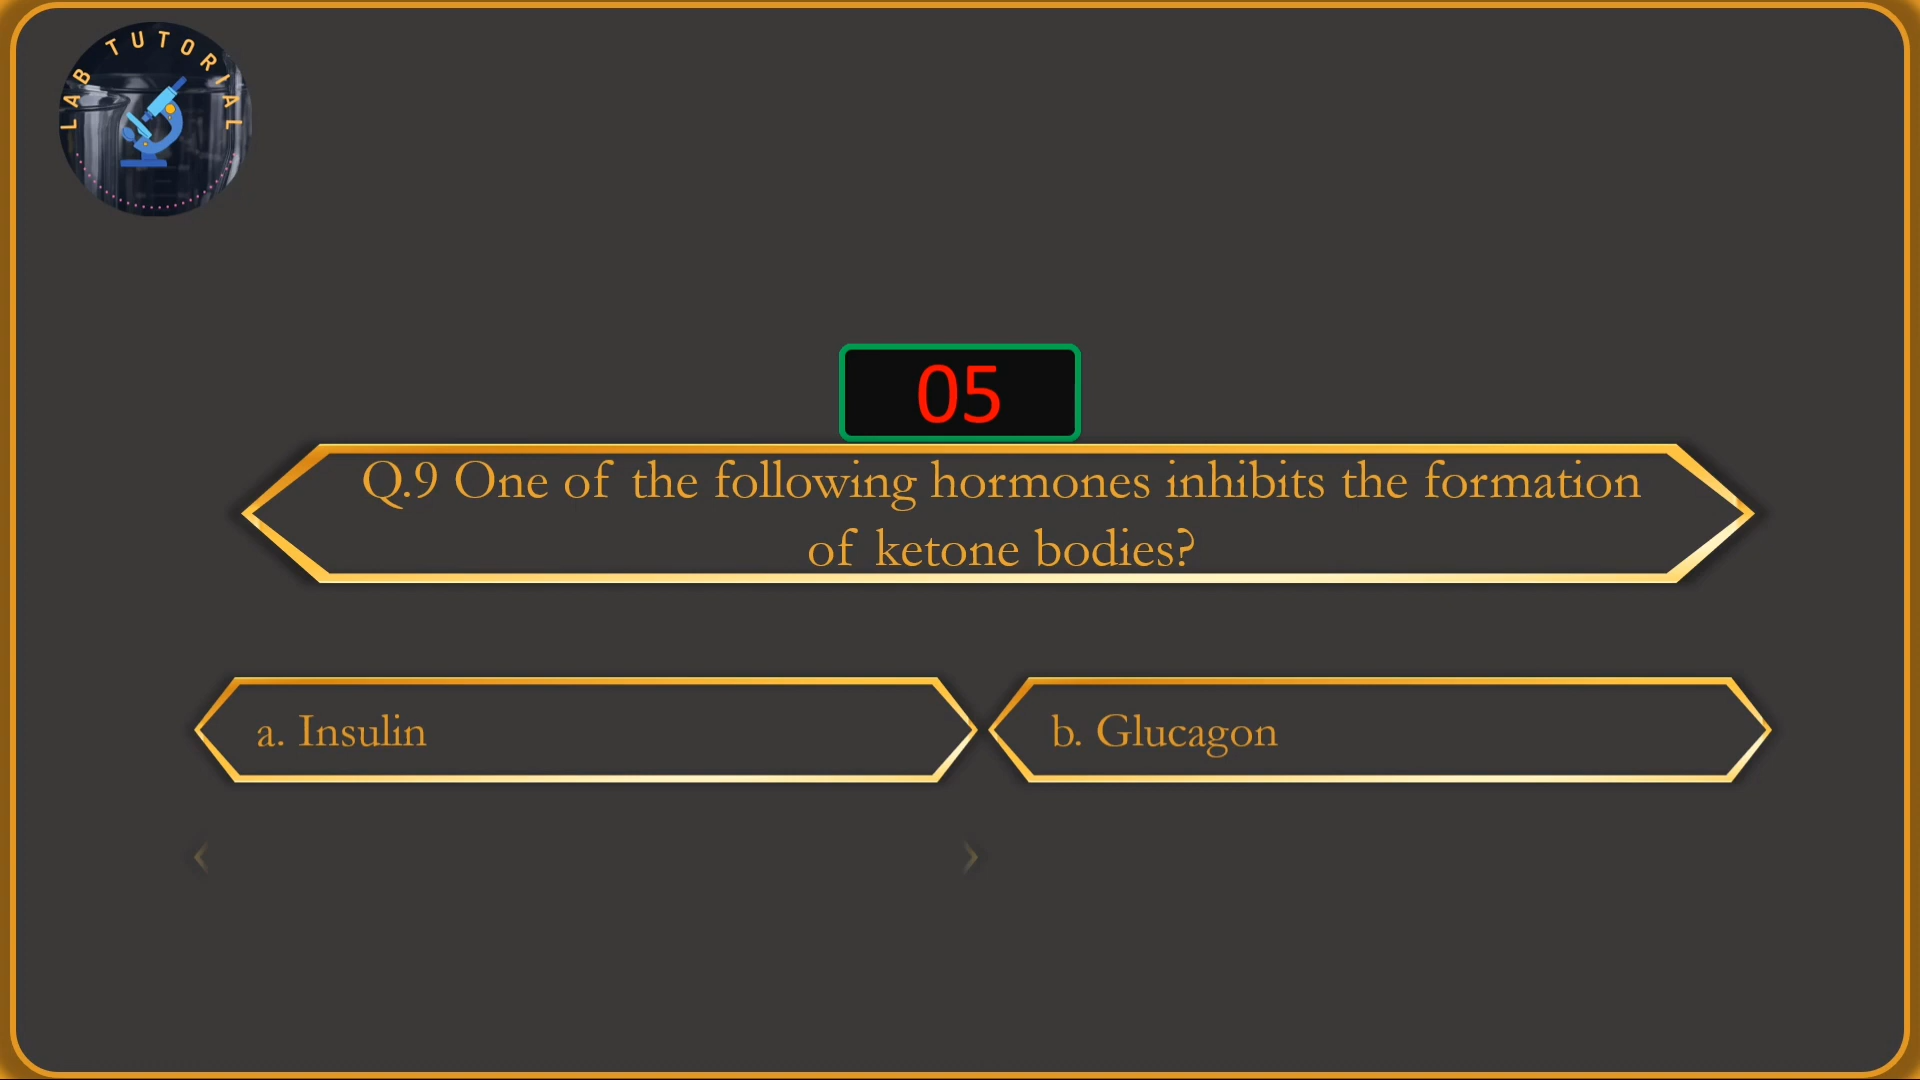 LAB TUTORIAL
05
Q.9 One of the following hormones inhibits the formation
of ketone bodies?
a. Insulin
b. Glucagon